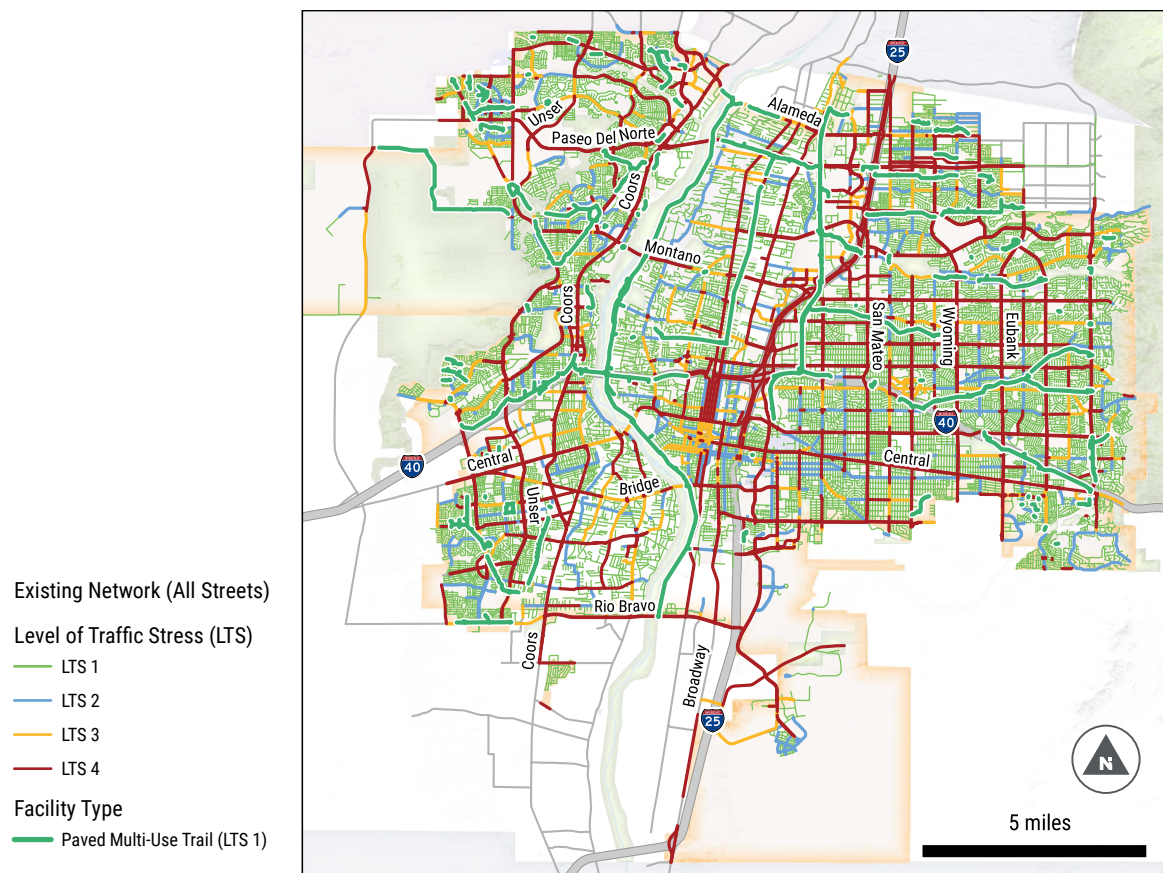 Existing Network (All Streets)
Level of Traffic Stress (LTS)
LTS 1
LTS 2
LTS 3
LTS 4
Facility Type
Paved Multi-Use Trail (LTS 1)
25
Alameda
Unser
Paseo Del Norte
Coors
Montano
Coors
San Mateo
Wyoming
Eubank
40
Central
40
Central
Unser
Bridge
Rio Bravo
Coors
Broadway
25
N
5 miles